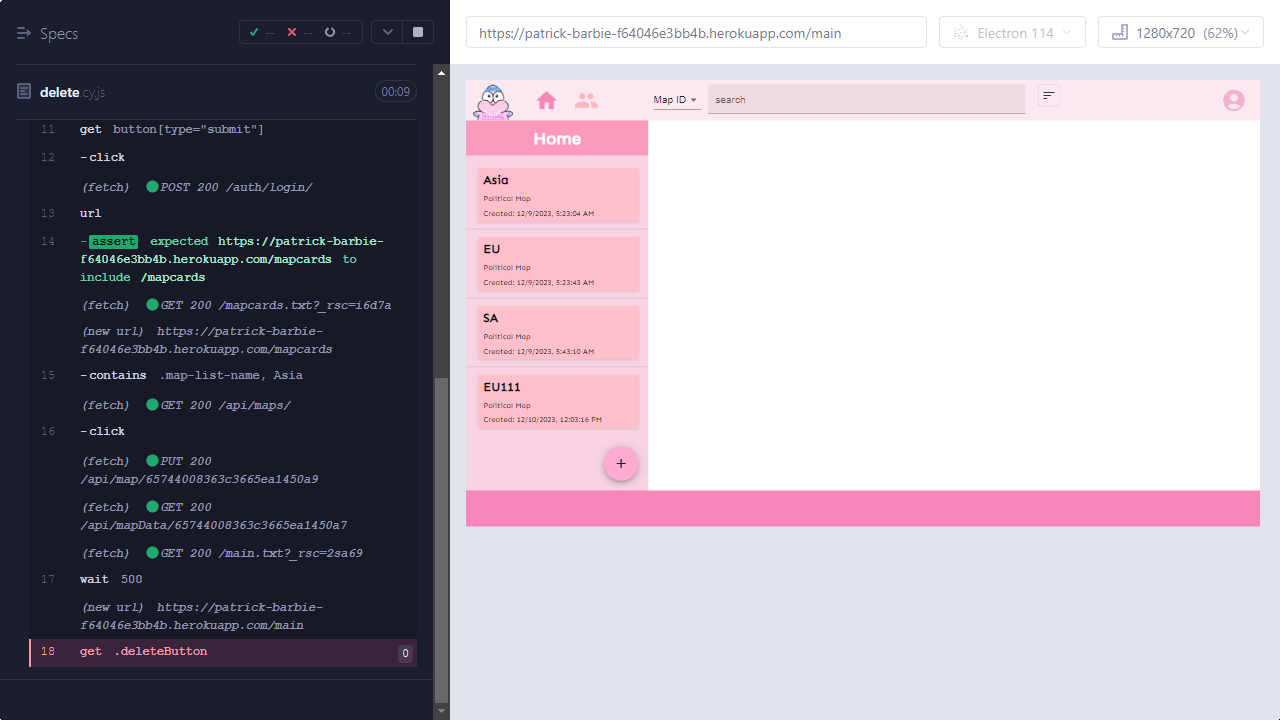 Specs
-- -- --
delete.cy.js
00:09
11 get button[type="submit"]
12 -click
(fetch) POST 200 /auth/login/
13 url
14 -assert expected https://patrick-barbie-
f64046e3bb4b.herokuapp.com/mapcards to
include /mapcards
(fetch) GET 200 /mapcards.txt?_rsc=i6d7a
(new url) https://patrick-barbie-
f64046e3bb4b.herokuapp.com/mapcards
15 -contains .map-list-name, Asia
(fetch) GET 200 /api/maps/
16 -click
(fetch) PUT 200
/api/map/65744008363c3665ea1450a9
(fetch) GET 200
/api/mapData/65744008363c3665ea1450a7
(fetch) GET 200 /main.txt?_rsc=2sa69
17 wait 500
(new url) https://patrick-barbie-
f64046e3bb4b.herokuapp.com/main
18 get .deleteButton 0
https://patrick-barbie-f64046e3bb4b.herokuapp.com/main
Electron 114
1280x720 (62%)
Map ID
search
Home
Asia
Political Map
Created: 12/9/2023, 5:23:04 AM
EU
Political Map
Created: 12/9/2023, 5:23:43 AM
SA
Political Map
Created: 12/9/2023, 5:43:10 AM
EU111
Political Map
Created: 12/10/2023, 12:03:16 PM
+